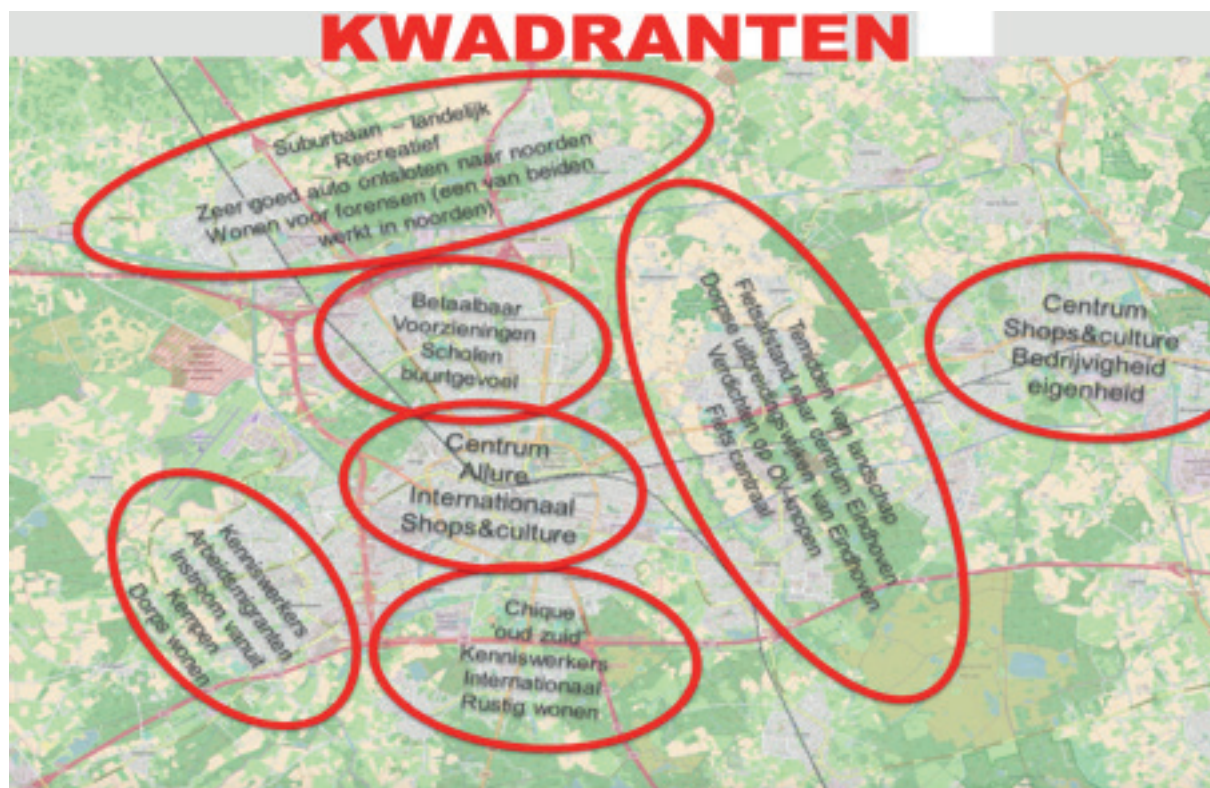 KWADRANTEN
Suburbaan – landelijk
Recreatief
Zeer goed auto ontsloten naar noorden
Wonen voor forensen (een van beiden
werkt in noorden)
Betaalbaar
Voorzieningen
Scholen
buurtgevoel
Temidden van landschap
Fietsafstand naar centrum Eindhoven
Dorpse uitbreidingswijken van Eindhoven
Verdichten op OV-knopen
Fiets centraal
Centrum
Shops&culture
Bedrijvigheid
eigenheid
Centrum
Allure
Internationaal
Shops&culture
Kenniswerkers
Arbeidsmigranten
Instroom vanuit
Kempen
Dorps wonen
Chique
"oud zuid"
Kenniswerkers
Internationaal
Rustig wonen